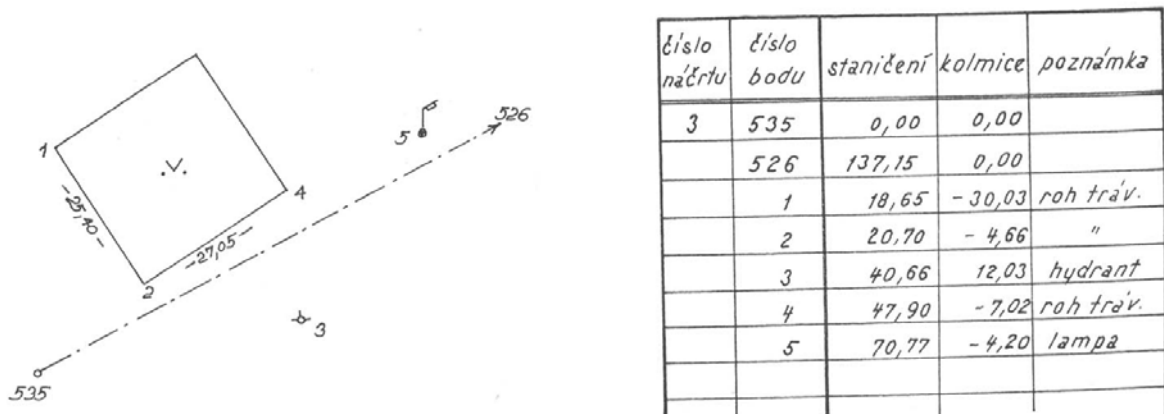 1
-25,40-
2
-27,05-
4
.V.
5
526
3
535
číslo náčrtu číslo bodu staničení kolmice poznámka
3 535 0,00 0,00
526 137,15 0,00
1 18,65 -30,03 roh tráv.
2 20,70 -4,66 "
3 40,66 12,03 hydrant
4 47,90 -7,02 roh tráv.
5 70,77 -4,20 lampa